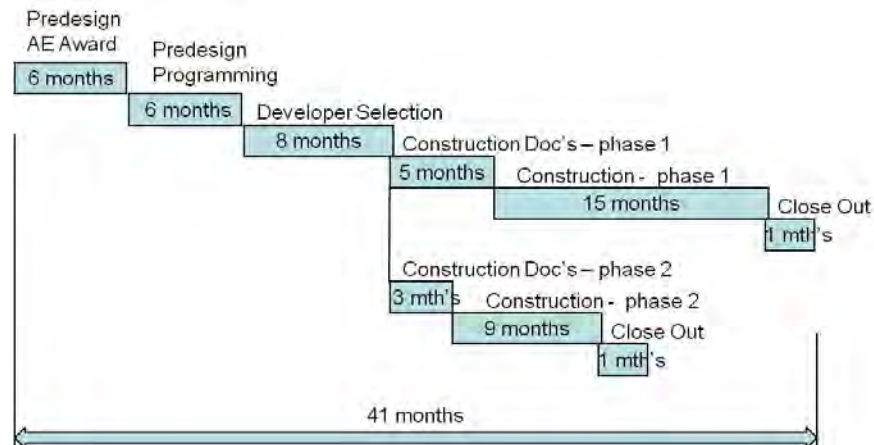 Predesign
AE Award
6 months
Predesign
Programming
6 months
Developer Selection
8 months
Construction Doc's – phase 1
5 months
Construction - phase 1
15 months
Close Out
1 mth's
Construction Doc's – phase 2
3 mth's
Construction - phase 2
9 months
Close Out
1 mth's
41 months